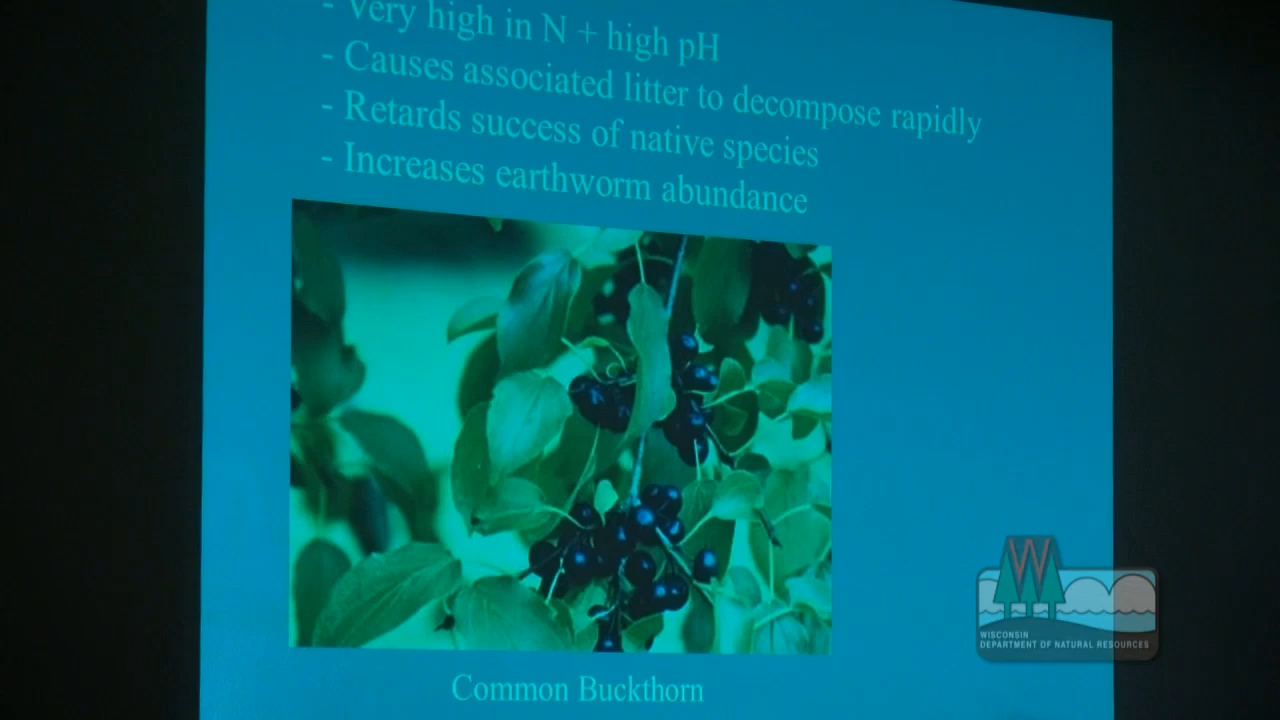 - Very high in N + high pH
- Causes associated litter to decompose rapidly
- Retards success of native species
- Increases earthworm abundance
Common Buckthorn
W
WISCONSIN
DEPARTMENT OF NATURAL RESOURCES